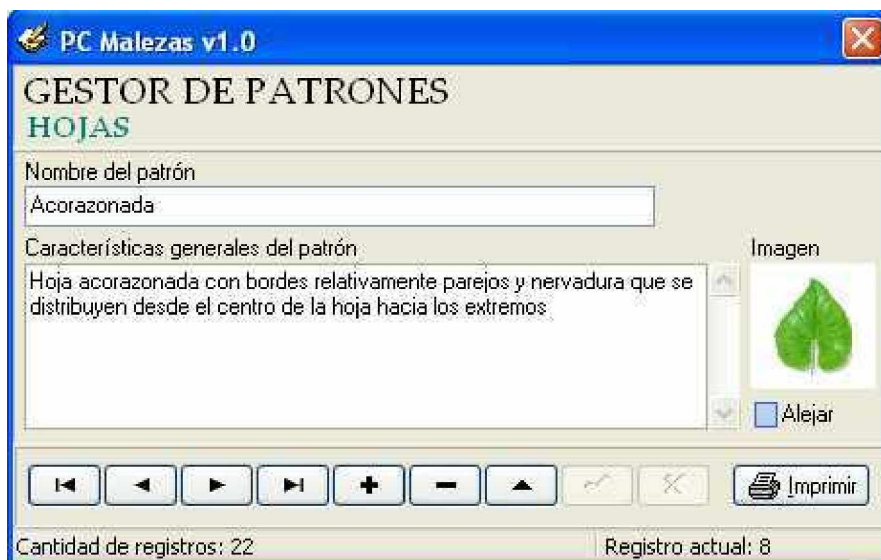 PC Malezas v1.0
GESTOR DE PATRONES
HOJAS
Nombre del patrón
Acorazonada
Características generales del patrón
Imagen
Hoja acorazonada con bordes relativamente parejos y nervadura que se
distribuyen desde el centro de la hoja hacia los extremos
Alejar
Imprimir
Cantidad de registros: 22
Registro actual: 8